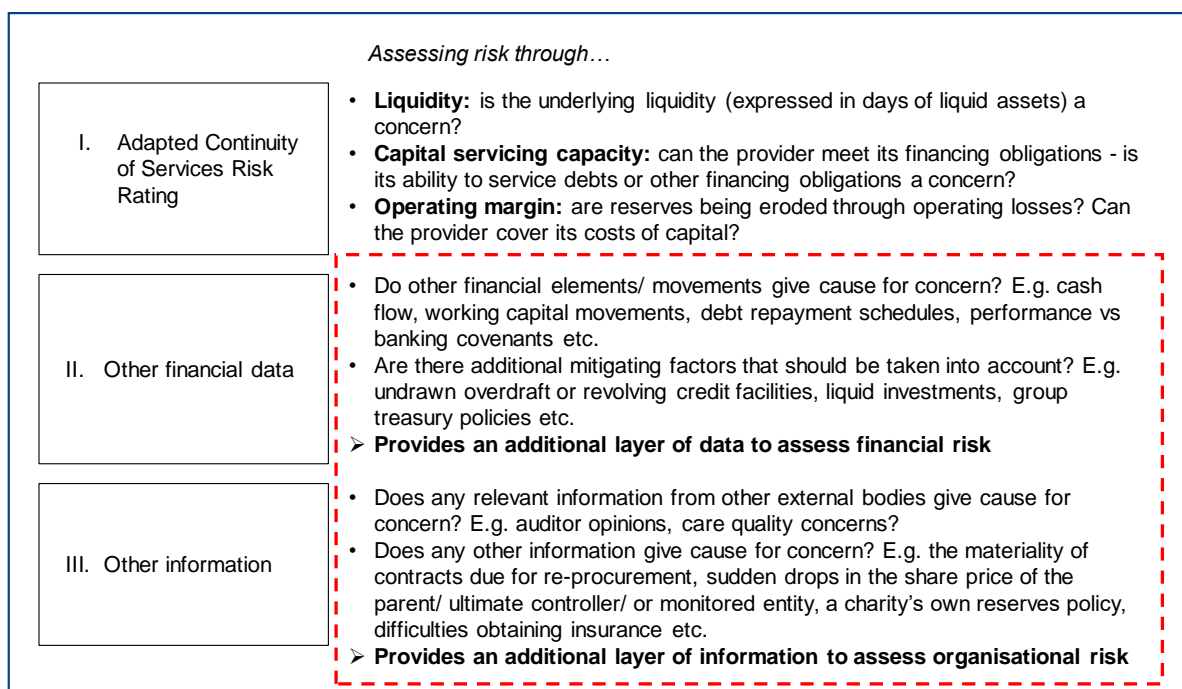 Assessing risk through…
I. Adapted Continuity
of Services Risk
Rating
• Liquidity: is the underlying liquidity (expressed in days of liquid assets) a
concern?
• Capital servicing capacity: can the provider meet its financing obligations - is
its ability to service debts or other financing obligations a concern?
• Operating margin: are reserves being eroded through operating losses? Can
the provider cover its costs of capital?
II. Other financial data
• Do other financial elements/ movements give cause for concern? E.g. cash
flow, working capital movements, debt repayment schedules, performance vs
banking covenants etc.
• Are there additional mitigating factors that should be taken into account? E.g.
undrawn overdraft or revolving credit facilities, liquid investments, group
treasury policies etc.
➢ Provides an additional layer of data to assess financial risk
III. Other information
• Does any relevant information from other external bodies give cause for
concern? E.g. auditor opinions, care quality concerns?
• Does any other information give cause for concern? E.g. the materiality of
contracts due for re-procurement, sudden drops in the share price of the
parent/ ultimate controller/ or monitored entity, a charity’s own reserves policy,
difficulties obtaining insurance etc.
➢ Provides an additional layer of information to assess organisational risk